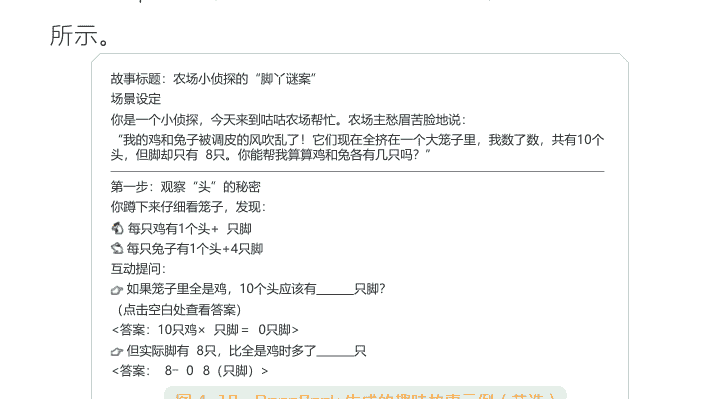 所示。
故事标题：农场小侦探的“脚丫谜案”
场景设定
你是一个小侦探，今天来到咕咕农场帮忙。农场主愁眉苦脸地说：
“我的鸡和兔子被调皮的风吹乱了！它们现在全挤在一个大笼子里，我数了数，共有10个
头，但脚却只有 8只。你能帮我算算鸡和兔各有几只吗？”
第一步：观察“头”的秘密
你蹲下来仔细看笼子，发现：
每只鸡有1个头+ 只脚
每只兔子有1个头+4只脚
互动提问：
如果笼子里全是鸡，10个头应该有______只脚？
（点击空白处查看答案）
<答案：10只鸡× 只脚＝ 0只脚>
但实际脚有 8只，比全是鸡时多了______只
<答案： 8− 0 8（只脚）>